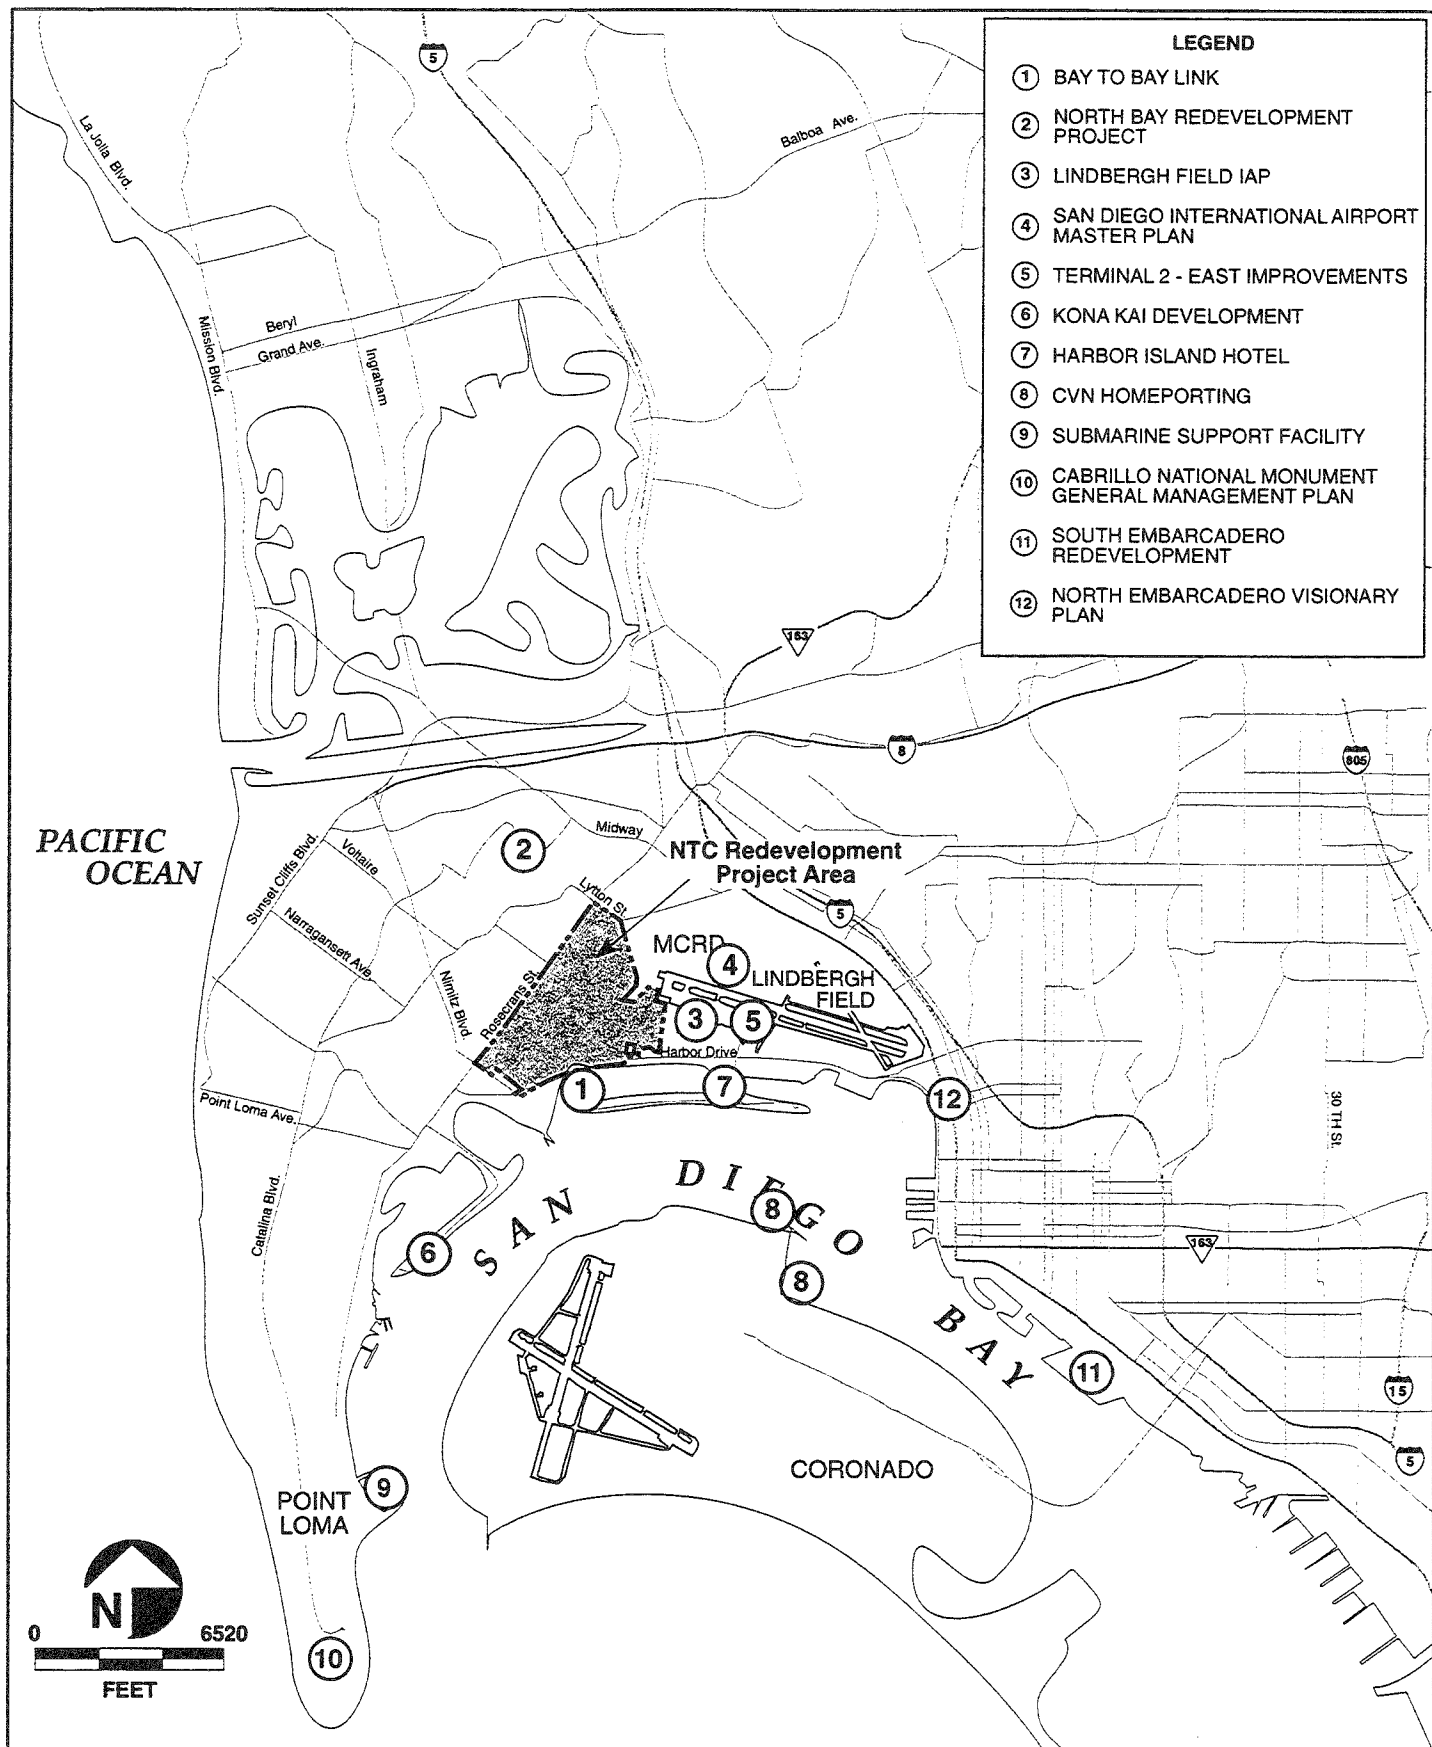 LEGEND
1 BAY TO BAY LINK
2 NORTH BAY REDEVELOPMENT
PROJECT
3 LINDBERGH FIELD IAP
4 SAN DIEGO INTERNATIONAL AIRPORT
MASTER PLAN
5 TERMINAL 2 - EAST IMPROVEMENTS
6 KONA KAI DEVELOPMENT
7 HARBOR ISLAND HOTEL
8 CVN HOMEPORTING
9 SUBMARINE SUPPORT FACILITY
10 CABRILLO NATIONAL MONUMENT
GENERAL MANAGEMENT PLAN
11 SOUTH EMBARCADERO
REDEVELOPMENT
12 NORTH EMBARCADERO VISIONARY
PLAN
5
La Jolla Blvd.
Balboa Ave.
Mission Blvd.
Beryl
Grand Ave.
Ingraham
163
8
805
PACIFIC
OCEAN
Sunset Cliffs Blvd.
Voltaire
2
Midway
NTC Redevelopment
Project Area
Lytton St.
5
Narragansett Ave.
Nimitz Blvd.
Rosecrans St.
MCRD
4
LINDBERGH
FIELD
3
5
Harbor Drive
1
7
12
Point Loma Ave.
30 TH St.
Catalina Blvd.
SAN DIEGO BAY
8
8
6
163
11
15
5
CORONADO
9
POINT
LOMA
N
0 6520
FEET
10